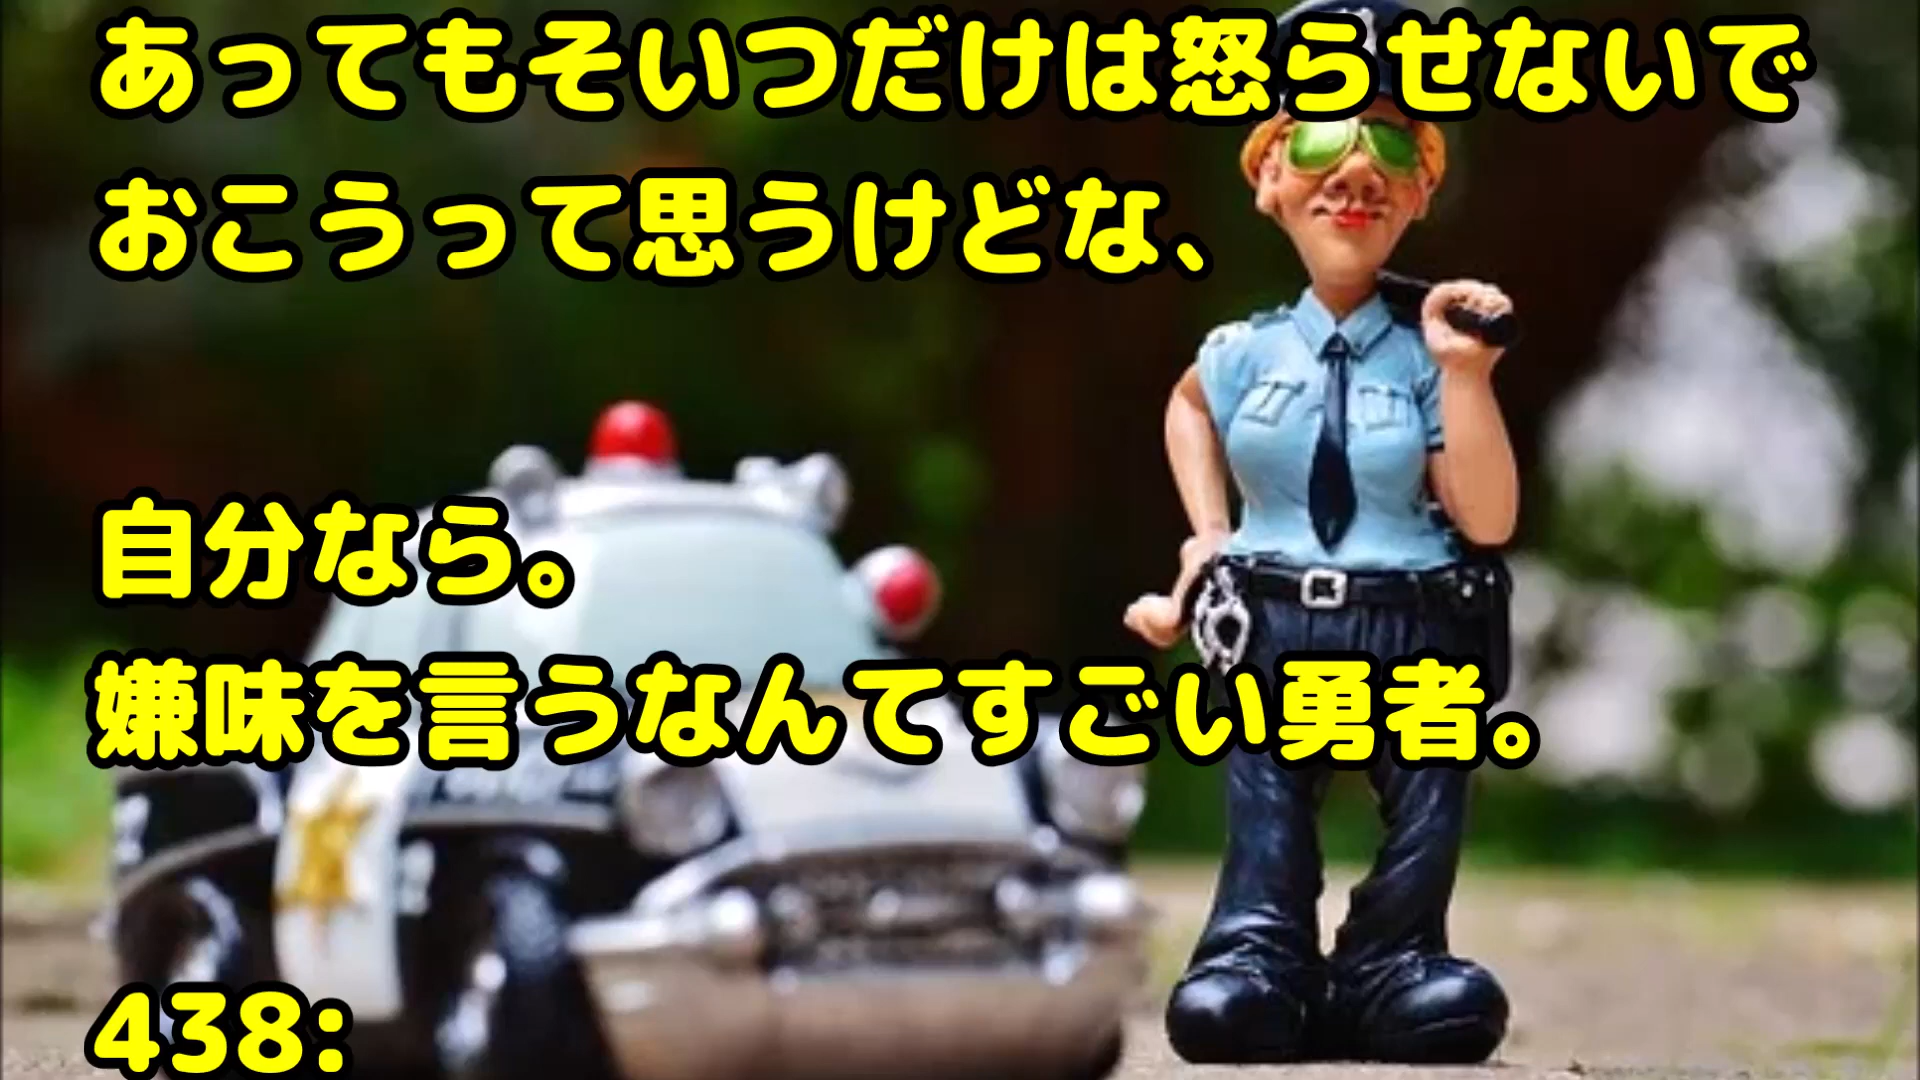 あってもそいつだけは怒らせないで
おこうって思うけどな、
自分なら。
嫌味を言うなんてすごい勇者。
438: